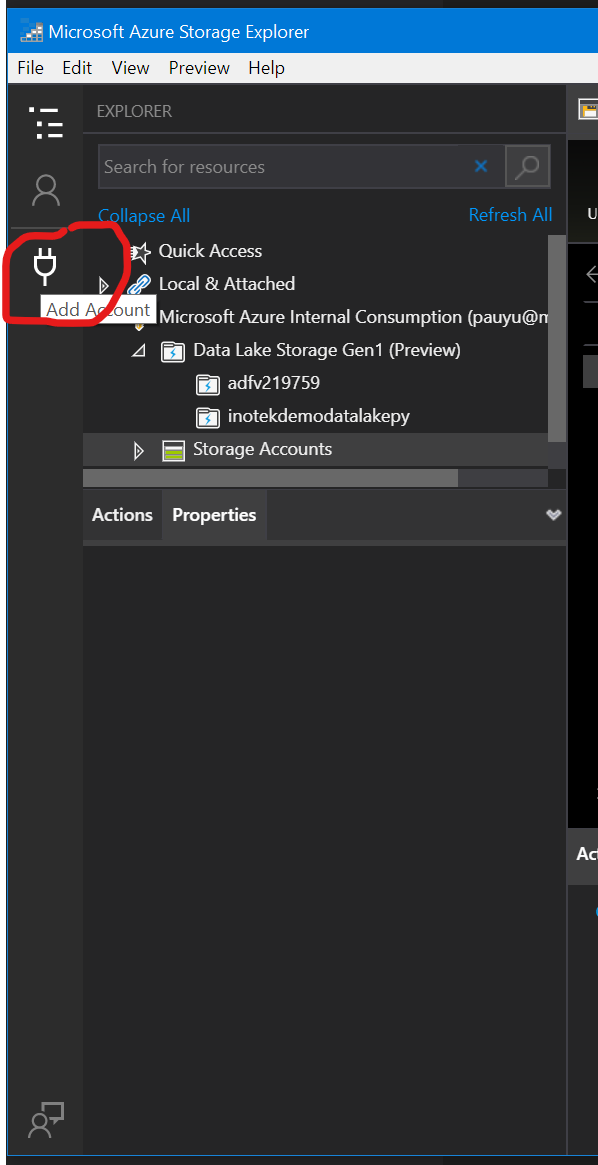 Microsoft Azure Storage Explorer
File Edit View Preview Help
EXPLORER
Search for resources
Collapse All Refresh All
Quick Access
Local & Attached
Add Account
Microsoft Azure Internal Consumption (pauyu@m
Data Lake Storage Gen1 (Preview)
adfv219759
inotekdemodatalakepy
Storage Accounts
Actions Properties